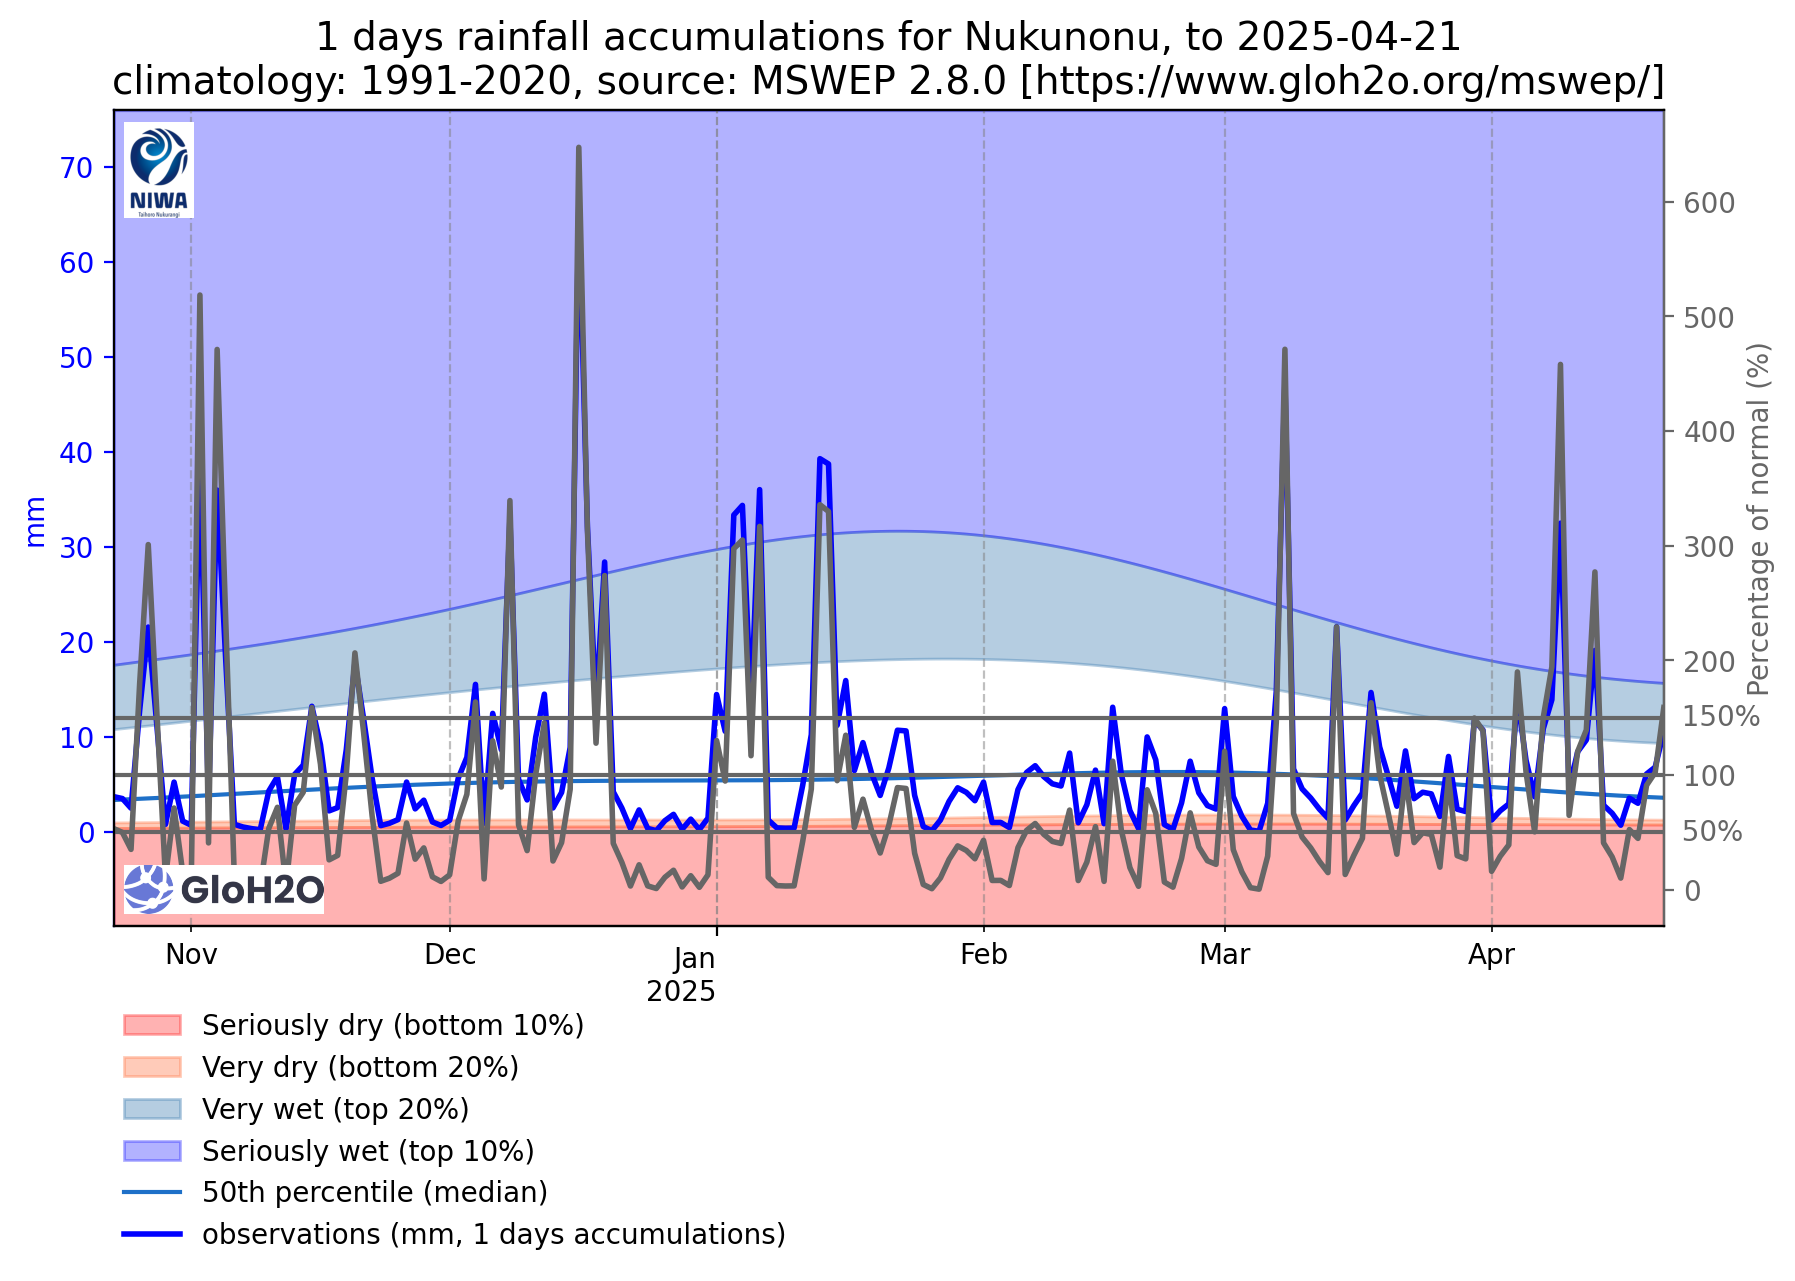 1 days rainfall accumulations for Nukunonu, to 2025-04-21
climatology: 1991-2020, source: MSWEP 2.8.0 [https://www.gloh2o.org/mswep/]
NIWA
Taihoro Nukurangi
70
60
50
40
30
20
10
0
mm
600
500
400
300
200
150%
100
50%
0
Percentage of normal (%)
GloH2O
Nov
Dec
Jan
2025
Feb
Mar
Apr
Seriously dry (bottom 10%)
Very dry (bottom 20%)
Very wet (top 20%)
Seriously wet (top 10%)
50th percentile (median)
observations (mm, 1 days accumulations)